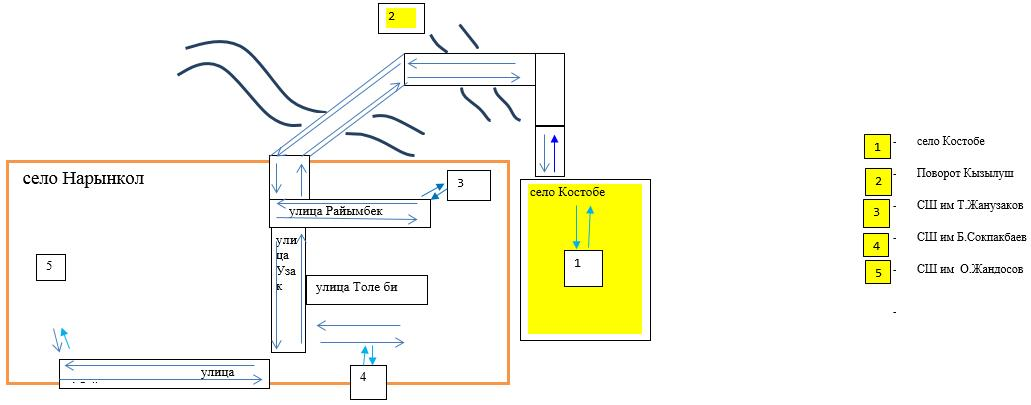 2
село Нарынкол
3
улица Райымбек
ули
ца
Уза
к
5
улица Толе би
улица
4
село Костобе
1
1 - село Костобе
2 - Поворот Кызылуш
3 - СШ им Т.Жанузаков
4 - СШ им Б.Сокпакбаев
5 - СШ им О.Жандосов
-